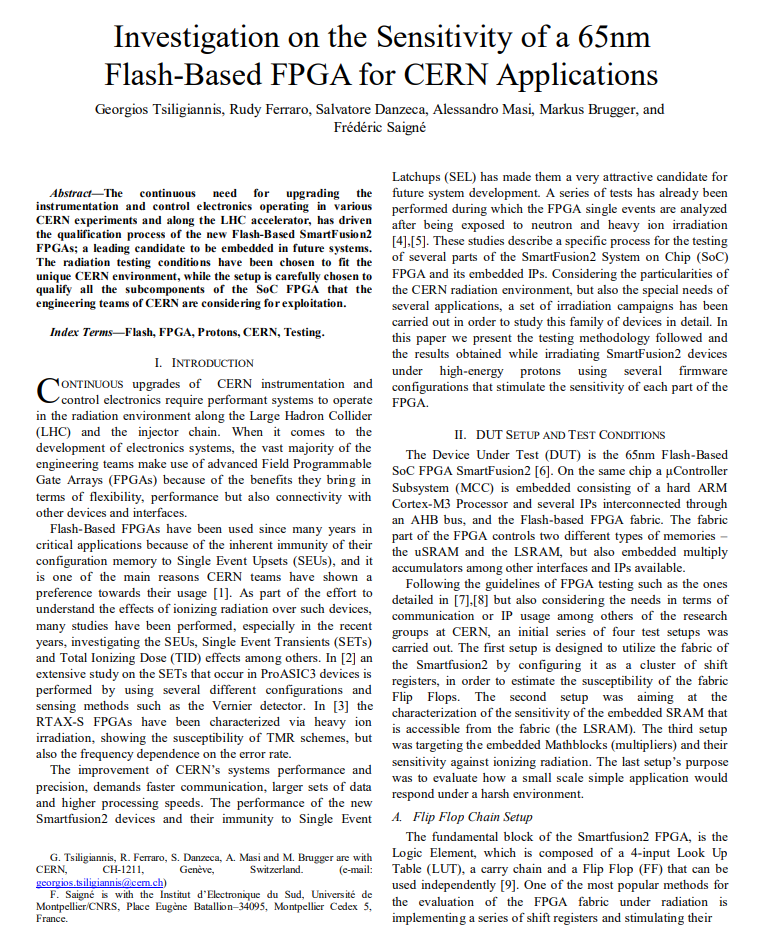 Investigation on the Sensitivity of a 65nm
Flash-Based FPGA for CERN Applications
Georgios Tsiligiannis, Rudy Ferraro, Salvatore Danzeca, Alessandro Masi, Markus Brugger, and
Frédéric Saigné
Abstract—The continuous need for upgrading the
instrumentation and control electronics operating in various
CERN experiments and along the LHC accelerator, has driven
the qualification process of the new Flash-Based SmartFusion2
FPGAs; a leading candidate to be embedded in future systems.
The radiation testing conditions have been chosen to fit the
unique CERN environment, while the setup is carefully chosen to
qualify all the subcomponents of the SoC FPGA that the
engineering teams of CERN are considering for exploitation.
Index Terms—Flash, FPGA, Protons, CERN, Testing.
I. INTRODUCTION
CONTINUOUS upgrades of CERN instrumentation and
control electronics require performant systems to operate
in the radiation environment along the Large Hadron Collider
(LHC) and the injector chain. When it comes to the
development of electronics systems, the vast majority of the
engineering teams make use of advanced Field Programmable
Gate Arrays (FPGAs) because of the benefits they bring in
terms of flexibility, performance but also connectivity with
other devices and interfaces.
Flash-Based FPGAs have been used since many years in
critical applications because of the inherent immunity of their
configuration memory to Single Event Upsets (SEUs), and it
is one of the main reasons CERN teams have shown a
preference towards their usage [1]. As part of the effort to
understand the effects of ionizing radiation over such devices,
many studies have been performed, especially in the recent
years, investigating the SEUs, Single Event Transients (SETs)
and Total Ionizing Dose (TID) effects among others. In [2] an
extensive study on the SETs that occur in ProASIC3 devices is
performed by using several different configurations and
sensing methods such as the Vernier detector. In [3] the
RTAX-S FPGAs have been characterized via heavy ion
irradiation, showing the susceptibility of TMR schemes, but
also the frequency dependence on the error rate.
The improvement of CERN's systems performance and
precision, demands faster communication, larger sets of data
and higher processing speeds. The performance of the new
Smartfusion2 devices and their immunity to Single Event
G. Tsiligiannis, R. Ferraro, S. Danzeca, A. Masi and M. Brugger are with
CERN, CH-1211, Genève, Switzerland. (e-mail:
georgios.tsiligiannis@cern.ch)
F. Saigné is with the Institut d'Electronique du Sud, Université de
Montpellier/CNRS, Place Eugène Batallion–34095, Montpellier Cedex 5,
France.
Latchups (SEL) has made them a very attractive candidate for
future system development. A series of tests has already been
performed during which the FPGA single events are analyzed
after being exposed to neutron and heavy ion irradiation
[4],[5]. These studies describe a specific process for the testing
of several parts of the SmartFusion2 System on Chip (SoC)
FPGA and its embedded IPs. Considering the particularities of
the CERN radiation environment, but also the special needs of
several applications, a set of irradiation campaigns has been
carried out in order to study this family of devices in detail. In
this paper we present the testing methodology followed and
the results obtained while irradiating SmartFusion2 devices
under high-energy protons using several firmware
configurations that stimulate the sensitivity of each part of the
FPGA.
II. DUT SETUP AND TEST CONDITIONS
The Device Under Test (DUT) is the 65nm Flash-Based
SoC FPGA SmartFusion2 [6]. On the same chip a μController
Subsystem (MCC) is embedded consisting of a hard ARM
Cortex-M3 Processor and several IPs interconnected through
an AHB bus, and the Flash-based FPGA fabric. The fabric
part of the FPGA controls two different types of memories –
the uSRAM and the LSRAM, but also embedded multiply
accumulators among other interfaces and IPs available.
Following the guidelines of FPGA testing such as the ones
detailed in [7],[8] but also considering the needs in terms of
communication or IP usage among others of the research
groups at CERN, an initial series of four test setups was
carried out. The first setup is designed to utilize the fabric of
the Smartfusion2 by configuring it as a cluster of shift
registers, in order to estimate the susceptibility of the fabric
Flip Flops. The second setup was aiming at the
characterization of the sensitivity of the embedded SRAM that
is accessible from the fabric (the LSRAM). The third setup
was targeting the embedded Mathblocks (multipliers) and their
sensitivity against ionizing radiation. The last setup's purpose
was to evaluate how a small scale simple application would
respond under a harsh environment.
A. Flip Flop Chain Setup
The fundamental block of the Smartfusion2 FPGA, is the
Logic Element, which is composed of a 4-input Look Up
Table (LUT), a carry chain and a Flip Flop (FF) that can be
used independently [9]. One of the most popular methods for
the evaluation of the FPGA fabric under radiation is
implementing a series of shift registers and stimulating their